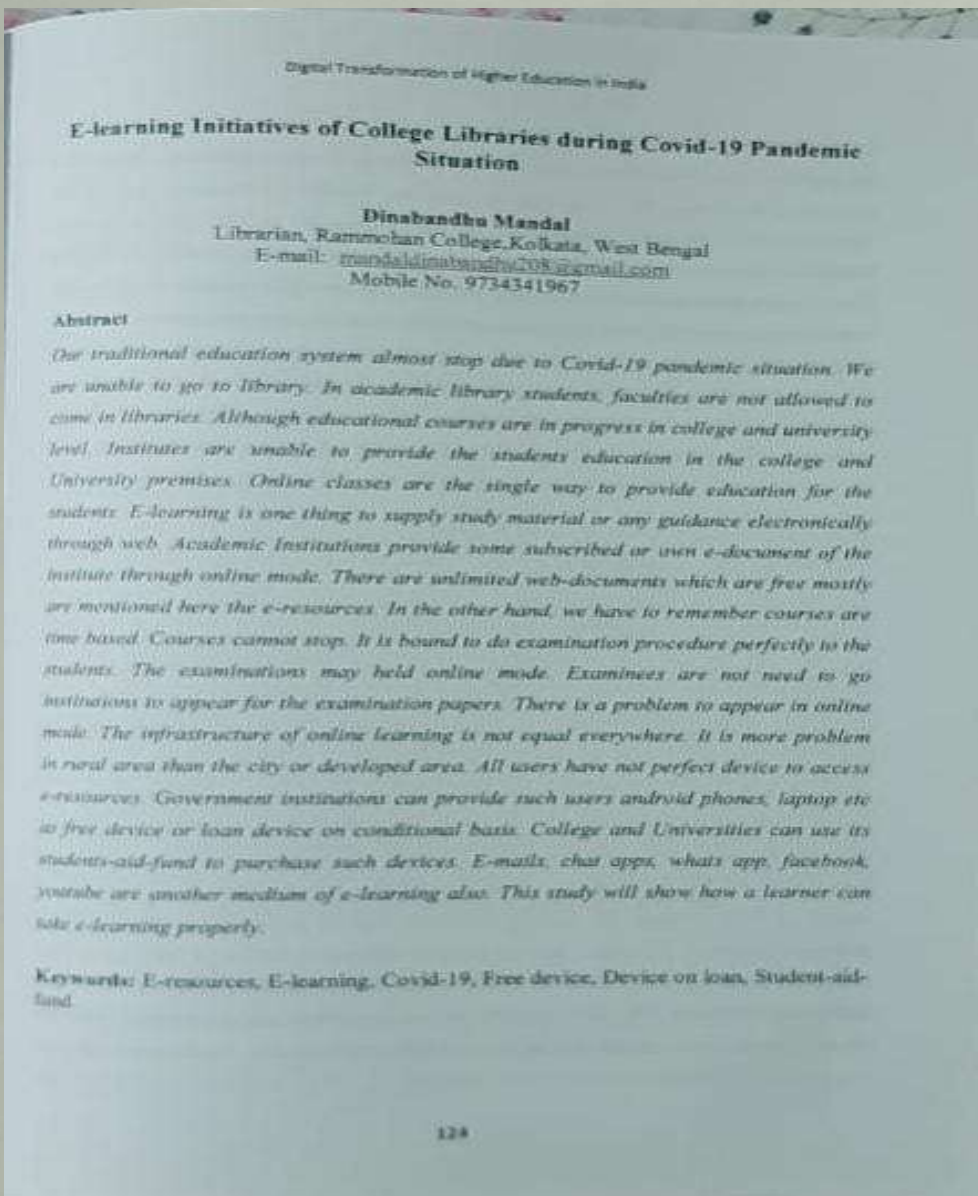 Digital Transformation of Higher Education in India
E-learning Initiatives of College Libraries during Covid-19 Pandemic
Situation
Dinabandhu Mandal
Librarian, Rammohan College,Kolkata, West Bengal
E-mail: mandaldinabandhu208@gmail.com
Mobile No. 9734341967
Abstract
Our traditional education system almost stop due to Covid-19 pandemic situation. We
are unable to go to library. In academic library students, faculties are not allowed to
come in libraries. Although educational courses are in progress in college and university
level. Institutes are unable to provide the students education in the college and
University premises. Online classes are the single way to provide education for the
students. E-learning is one thing to supply study material or any guidance electronically
through web. Academic Institutions provide some subscribed or own e-document of the
institute through online mode. There are unlimited web-documents which are free mostly
are mentioned here the e-resources. In the other hand, we have to remember courses are
time based. Courses cannot stop. It is bound to do examination procedure perfectly to the
students. The examinations may held online mode. Examinees are not need to go
institutions to appear for the examination papers. There is a problem to appear in online
mode. The infrastructure of online learning is not equal everywhere. It is more problem
in rural area than the city or developed area. All users have not perfect device to access
e-resources. Government institutions can provide such users android phones, laptop etc
as free device or loan device on conditional basis. College and Universities can use its
students-aid-fund to purchase such devices. E-mails, chat apps, whats app, facebook,
youtube are another medium of e-learning also. This study will show how a learner can
take e-learning properly.
Keywords: E-resources, E-learning, Covid-19, Free device, Device on loan, Student-aid-
fund
124